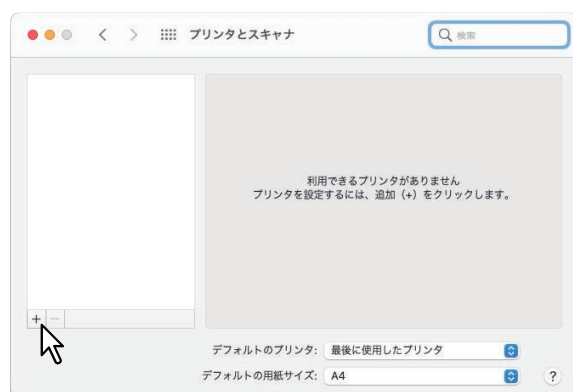 プリンタとスキャナ
検索
利用できるプリンタがありません
プリンタを設定するには、追加（+）をクリックします。
+ −
デフォルトのプリンタ: 最後に使用したプリンタ
デフォルトの用紙サイズ: A4
?